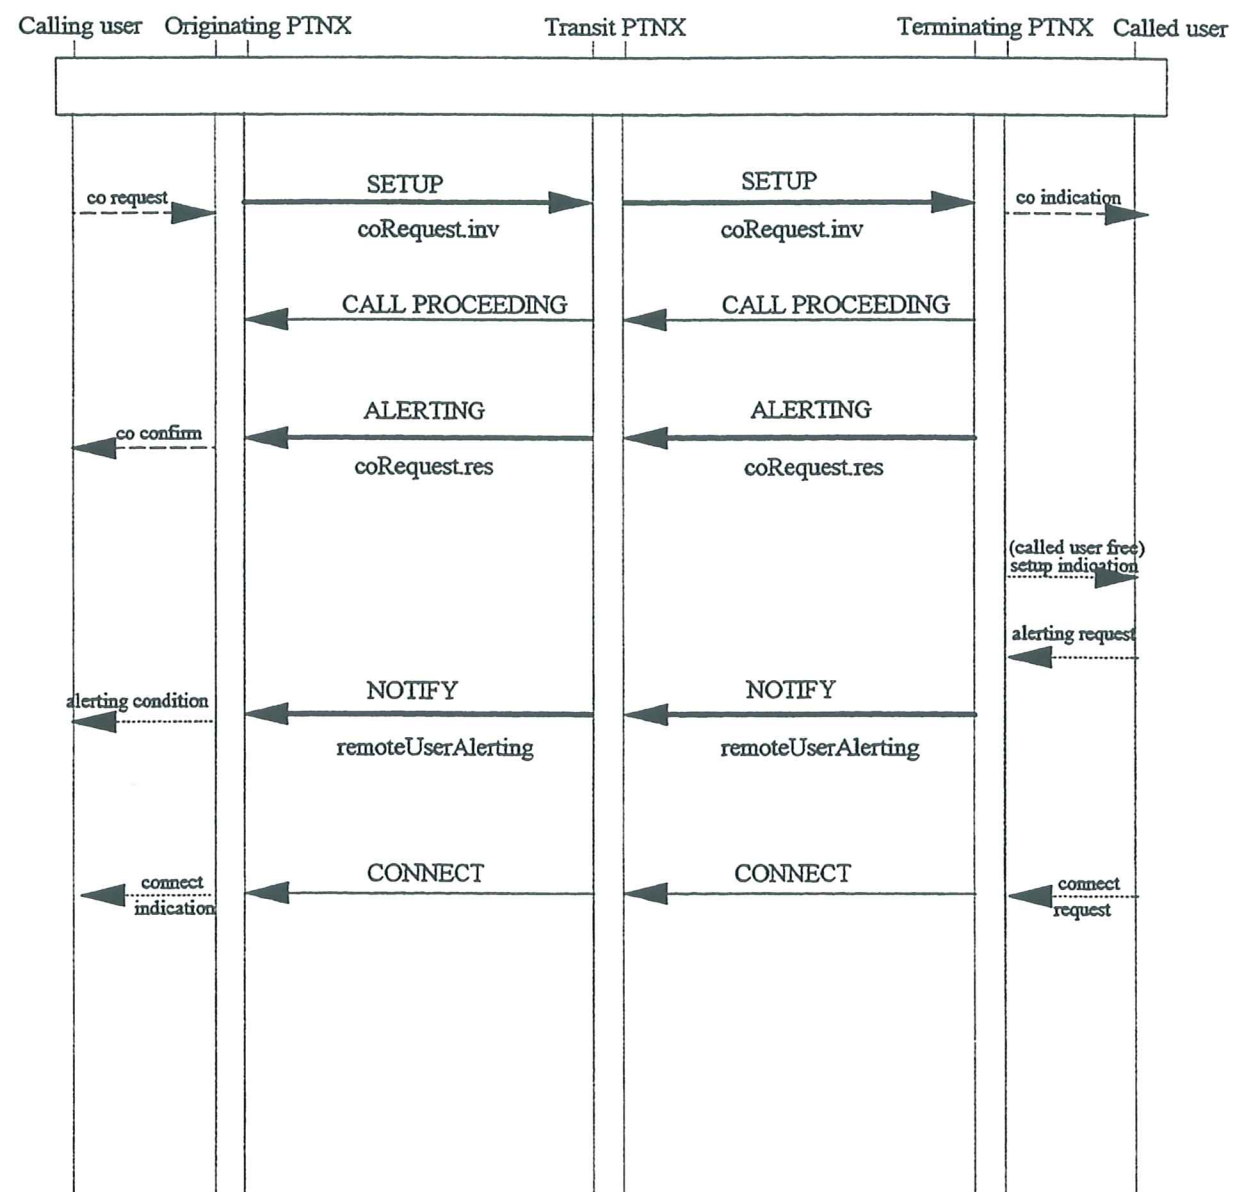 Calling user Originating PTNX Transit PTNX Terminating PTNX Called user
SETUP SETUP
co request co indication
coRequest.inv coRequest.inv
CALL PROCEEDING CALL PROCEEDING
ALERTING ALERTING
co confirm
coRequest.res coRequest.res
(called user free)
setup indication
alerting request
NOTIFY NOTIFY
alerting condition
remoteUserAlerting remoteUserAlerting
CONNECT CONNECT
connect connect
indication request